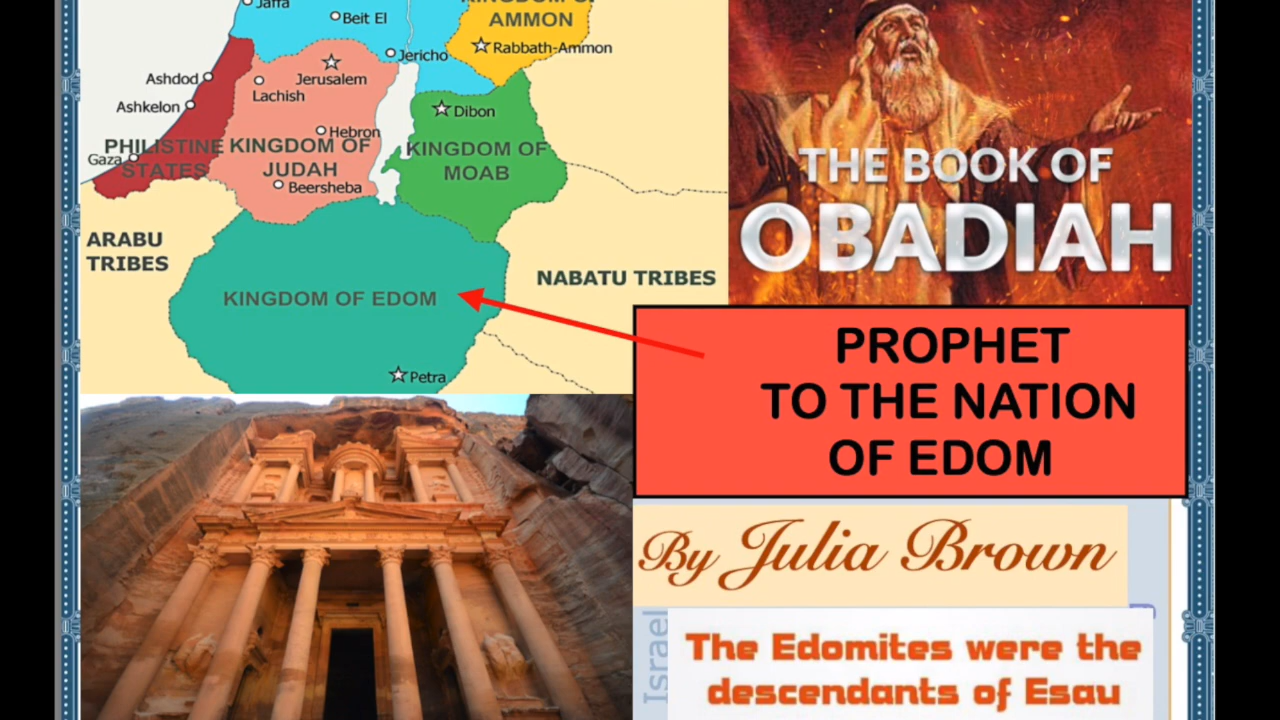 Jaffa
Beit El
KINGDOM OF
AMMON
Rabbath-Ammon
Jericho
Ashdod
Jerusalem
Lachish
Ashkelon
Dibon
Hebron
PHILISTINE
STATES
Gaza
KINGDOM OF
JUDAH
Beersheba
KINGDOM OF
MOAB
ARABU
TRIBES
NABATU TRIBES
KINGDOM OF EDOM
Petra
THE BOOK OF
OBADIAH
PROPHET
TO THE NATION
OF EDOM
By Julia Brown
Israel
The Edomites were the
descendants of Esau